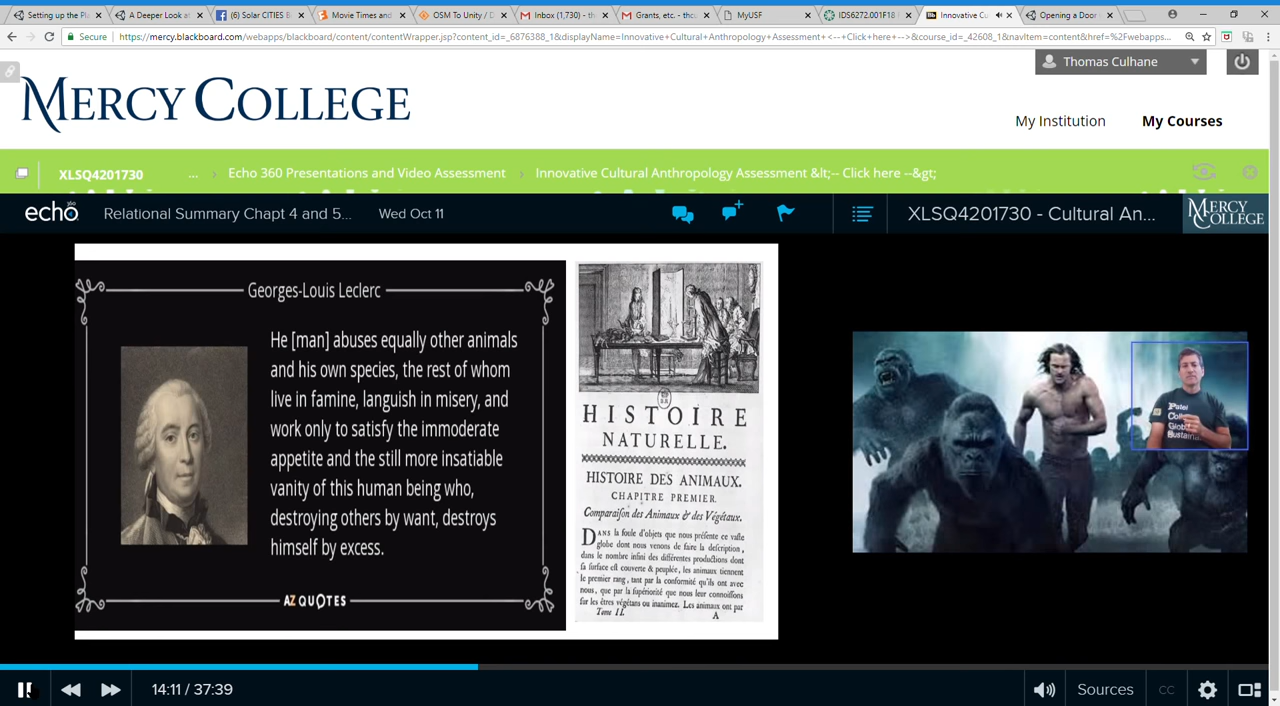 Setting up the Pla
A Deeper Look at
(6) Solar CITIES &
Movie Times and
OSM To Unity / D
Inbox (1,730) - th
Grants, etc. - thcu
MyUSF
IDS6272.001F18
Innovative Cu
Opening a Door
Secure
https://mercy.blackboard.com/webapps/blackboard/content/contentWrapper.jsp?content_id=_6876388_1&displayName=Innovative+Cultural+Anthropology+Assessment+<--+Click+here+-->&course_id=_42608_1&navItem=content&href=%2Fwebapps...
Thomas Culhane
MERCY COLLEGE
My Institution
My Courses
XLSQ4201730
...
Echo 360 Presentations and Video Assessment
Innovative Cultural Anthropology Assessment &lt;-- Click here --&gt;
echo
Relational Summary Chapt 4 and 5...
Wed Oct 11
XLSQ4201730 - Cultural An...
MERCY
COLLEGE
Georges-Louis Leclerc
He [man] abuses equally other animals
and his own species, the rest of whom
live in famine, languish in misery, and
work only to satisfy the immoderate
appetite and the still more insatiable
vanity of this human being who,
destroying others by want, destroys
himself by excess.
AZ QUOTES
HISTOIRE
NATURELLE.
HISTOIRE DES ANIMAUX.
CHAPITRE PREMIER.
Comparaison des Animaux & des Végétaux.
DANS la foule d'objets que nous présente ce vaste
globe dont nous venons de faire la description,
dans le nombre infini des différentes productions dont
sa surface est couverte & peuplée, les animaux tiennent
le premier rang, tant par la conformité qu'ils ont avec
nous, que par la supériorité que nous leur connoissons
sur les êtres végétans ou inanimez. Les animaux ont par
Tome II.
A
Patel
Coll
Glob
Sustain
14:11 / 37:39
Sources
CC